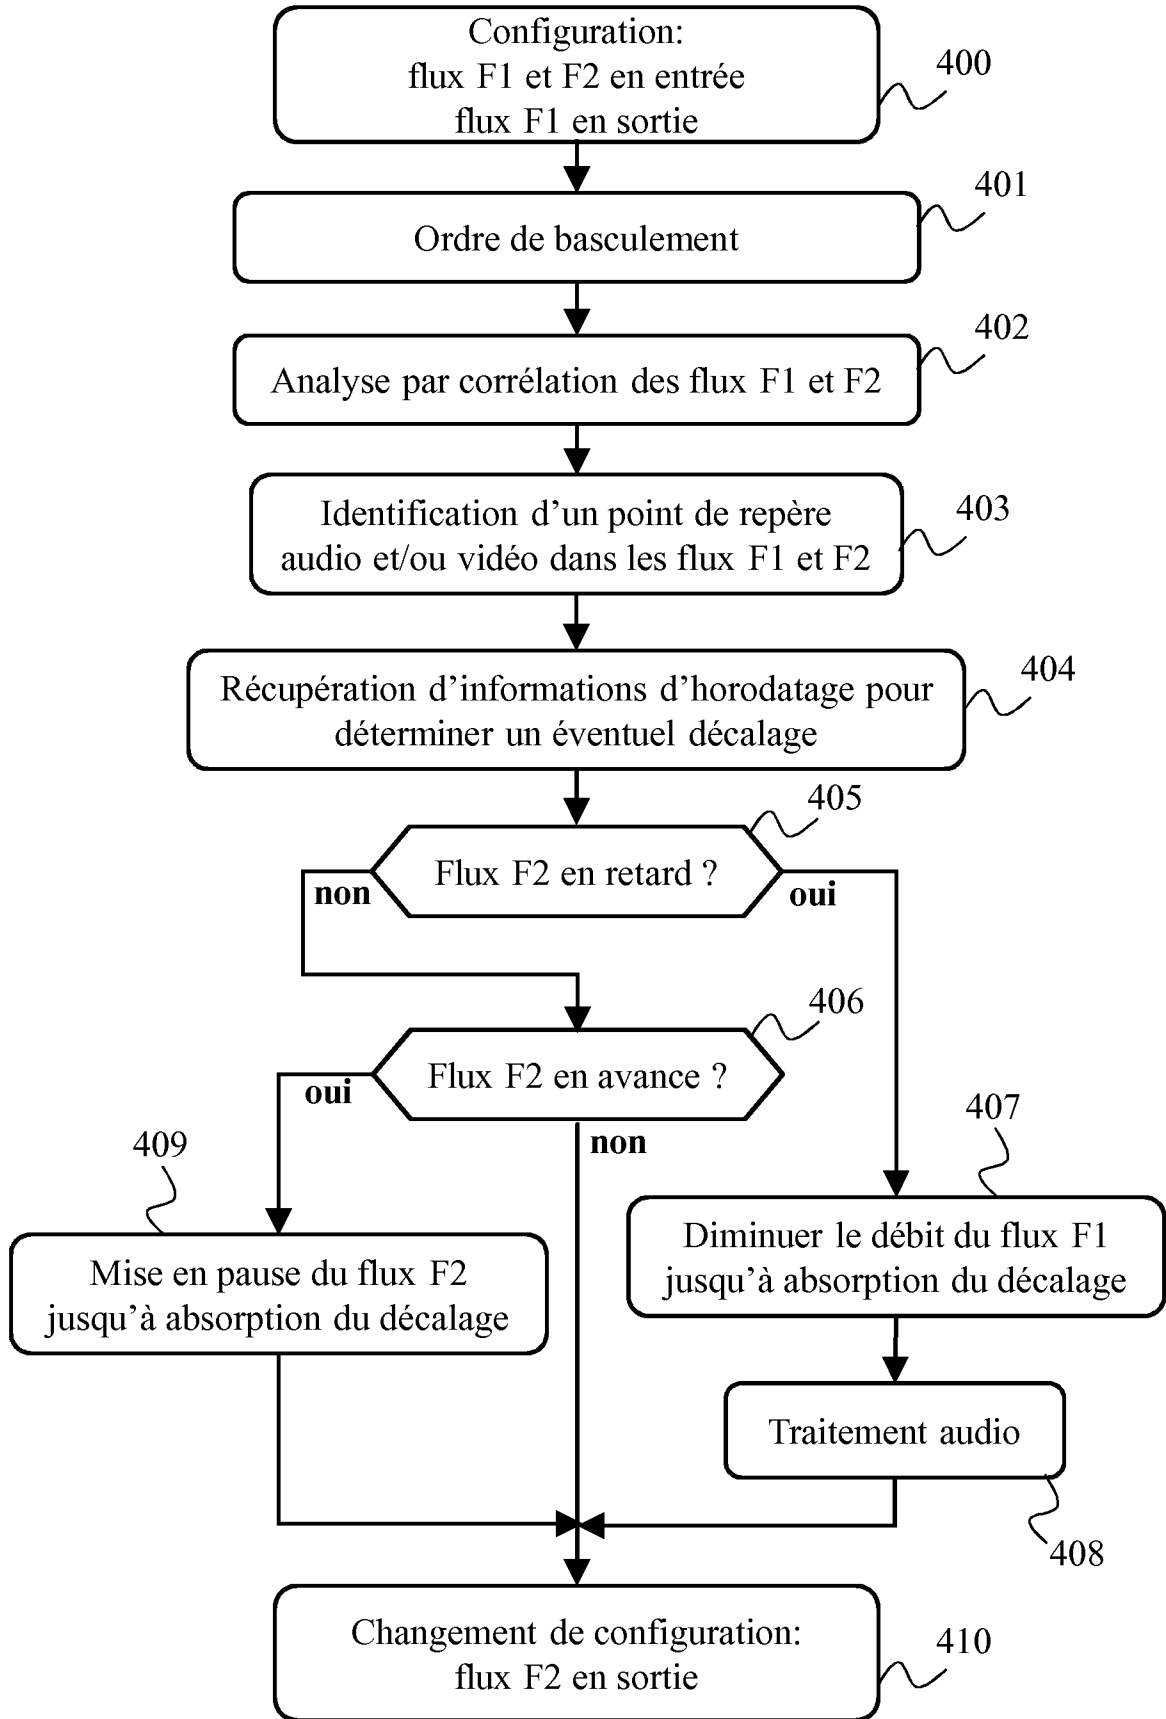 Configuration:
flux F1 et F2 en entrée
flux F1 en sortie
400
401
Ordre de basculement
402
Analyse par corrélation des flux F1 et F2
403
Identification d’un point de repère
audio et/ou vidéo dans les flux F1 et F2
404
Récupération d’informations d’horodatage pour
déterminer un éventuel décalage
405
Flux F2 en retard ?
non
oui
406
Flux F2 en avance ?
oui
non
407
409
Diminuer le débit du flux F1
jusqu’à absorption du décalage
Mise en pause du flux F2
jusqu’à absorption du décalage
Traitement audio
408
Changement de configuration:
flux F2 en sortie
410